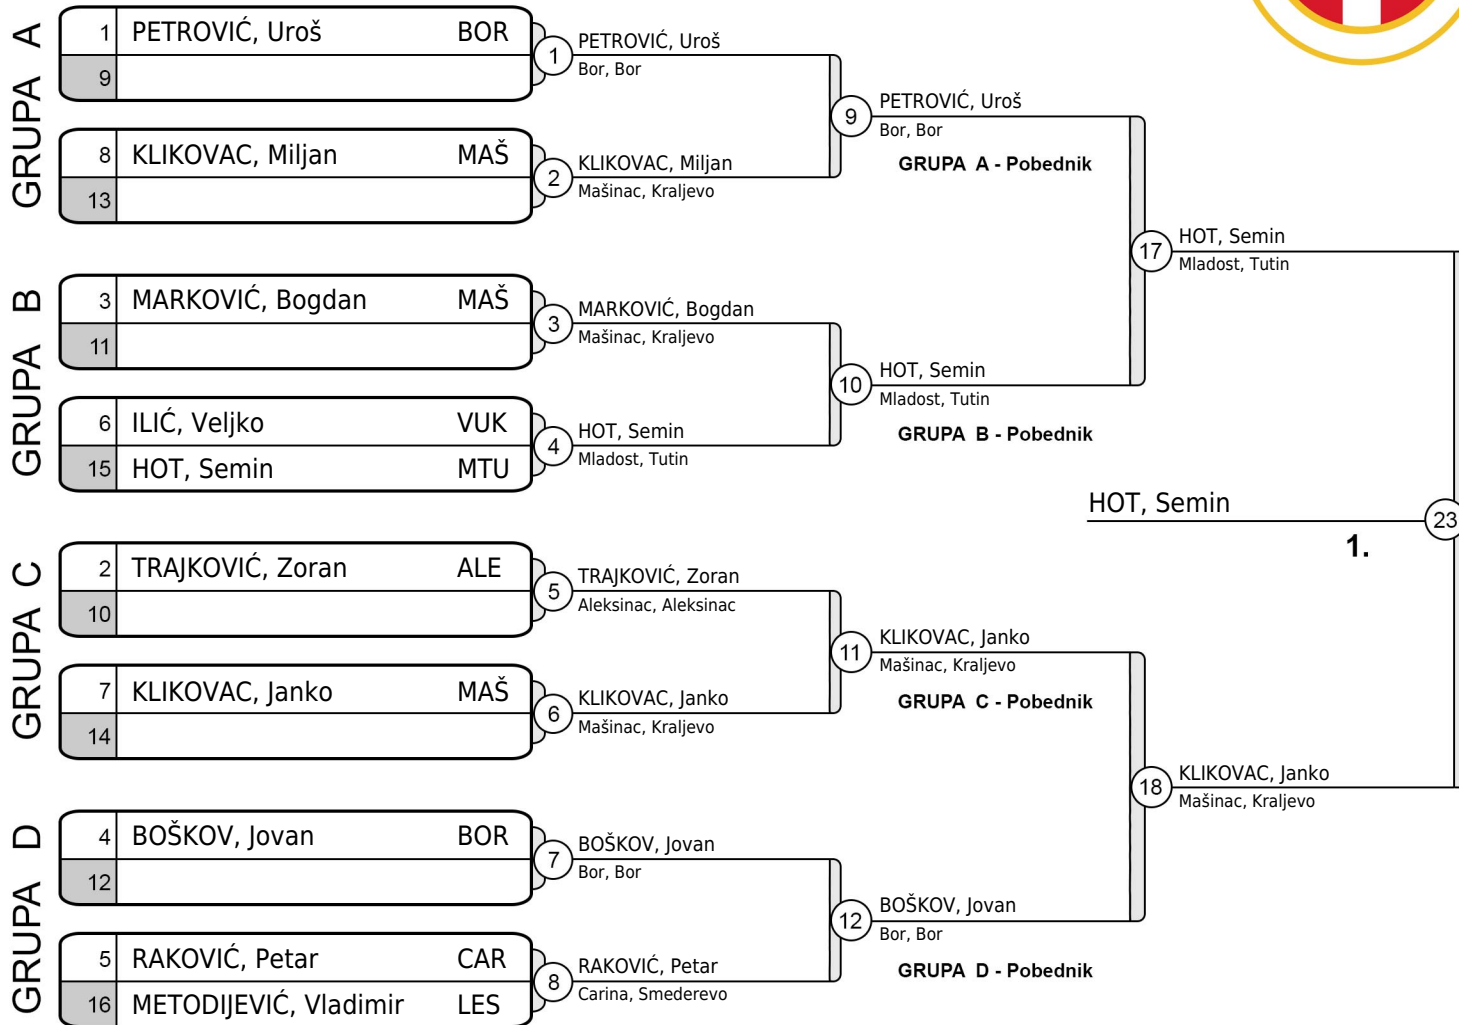 GRUPA A
1 PETROVIĆ, Uroš BOR
9
1
PETROVIĆ, Uroš
Bor, Bor
8 KLIKOVAC, Miljan MAŠ
13
2
KLIKOVAC, Miljan
Mašinac, Kraljevo
9
PETROVIĆ, Uroš
Bor, Bor
GRUPA A - Pobednik
GRUPA B
3 MARKOVIĆ, Bogdan MAŠ
11
3
MARKOVIĆ, Bogdan
Mašinac, Kraljevo
6 ILIĆ, Veljko VUK
15 HOT, Semin MTU
4
HOT, Semin
Mladost, Tutin
10
HOT, Semin
Mladost, Tutin
GRUPA B - Pobednik
17
HOT, Semin
Mladost, Tutin
HOT, Semin
23
1.
GRUPA C
2 TRAJKOVIĆ, Zoran ALE
10
5
TRAJKOVIĆ, Zoran
Aleksinac, Aleksinac
7 KLIKOVAC, Janko MAŠ
14
6
KLIKOVAC, Janko
Mašinac, Kraljevo
11
KLIKOVAC, Janko
Mašinac, Kraljevo
GRUPA C - Pobednik
GRUPA D
4 BOŠKOV, Jovan BOR
12
7
BOŠKOV, Jovan
Bor, Bor
5 RAKOVIĆ, Petar CAR
16 METODIJEVIĆ, Vladimir LES
8
RAKOVIĆ, Petar
Carina, Smederevo
12
BOŠKOV, Jovan
Bor, Bor
GRUPA D - Pobednik
18
KLIKOVAC, Janko
Mašinac, Kraljevo